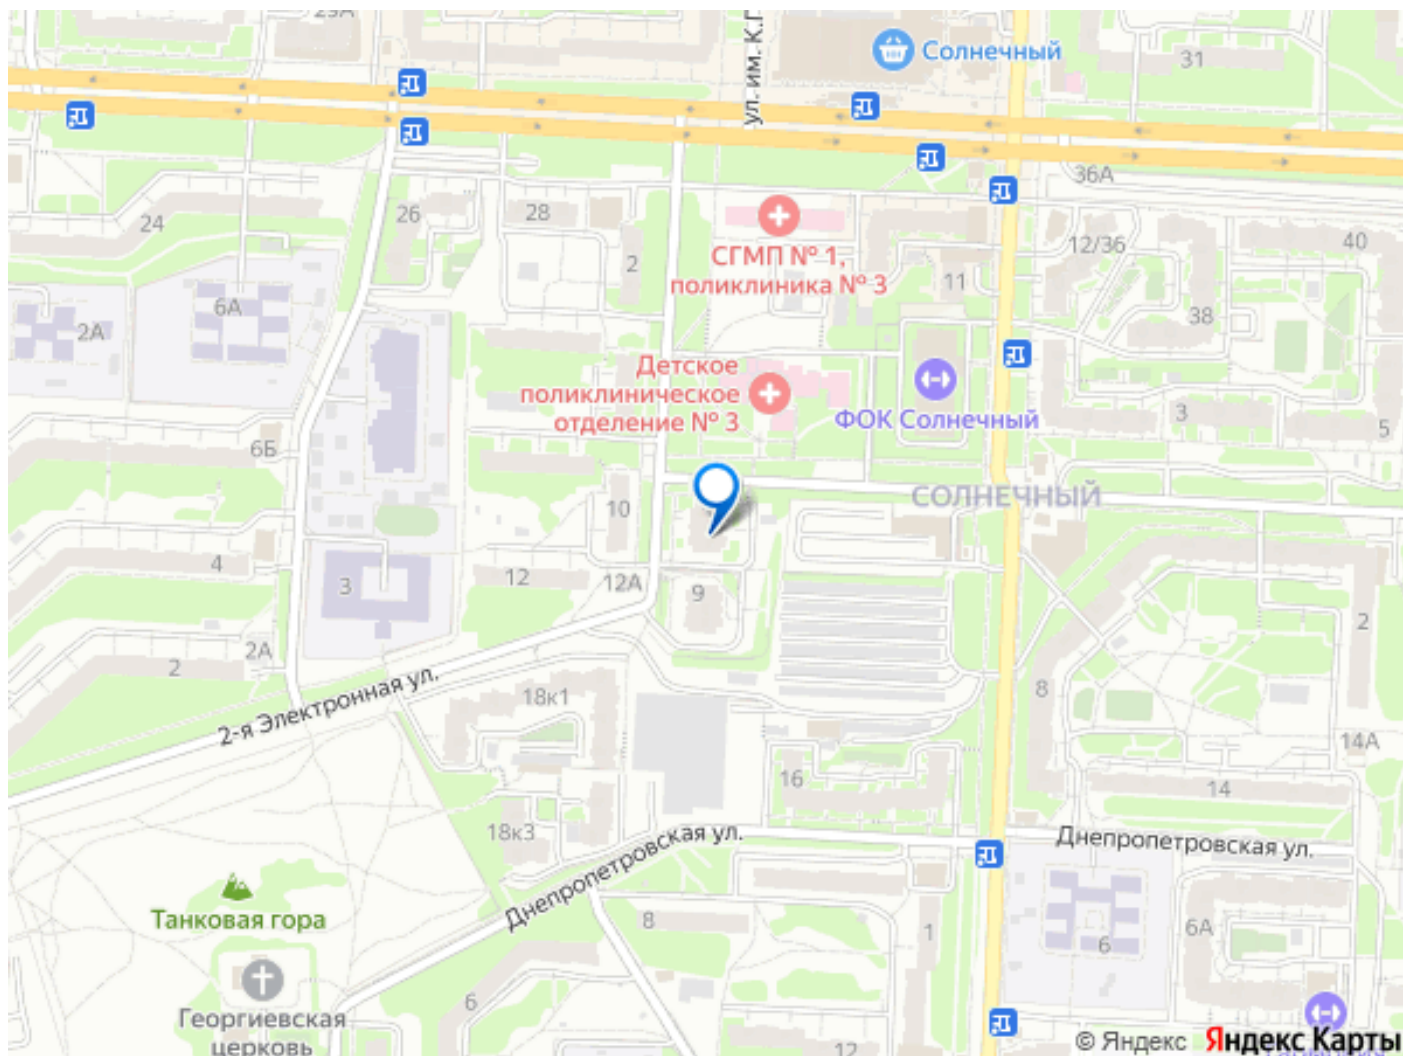 29А
ул. им. К.Г
Солнечный
31
36А
24
26
28
2
СГМП № 1,
поликлиника № 3
11
12/36
40
6А
2А
38
Детское
поликлиническое
отделение № 3
ФОК Солнечный
3
5
6Б
10
СОЛНЕЧНЫЙ
4
3
12
12А
9
2
2А
2
2-я Электронная ул.
18к1
8
14А
16
14
18к3
Днепропетровская ул.
Днепропетровская ул.
Танковая гора
8
1
6
6А
6
Георгиевская
церковь
12
© Яндекс Яндекс Карты